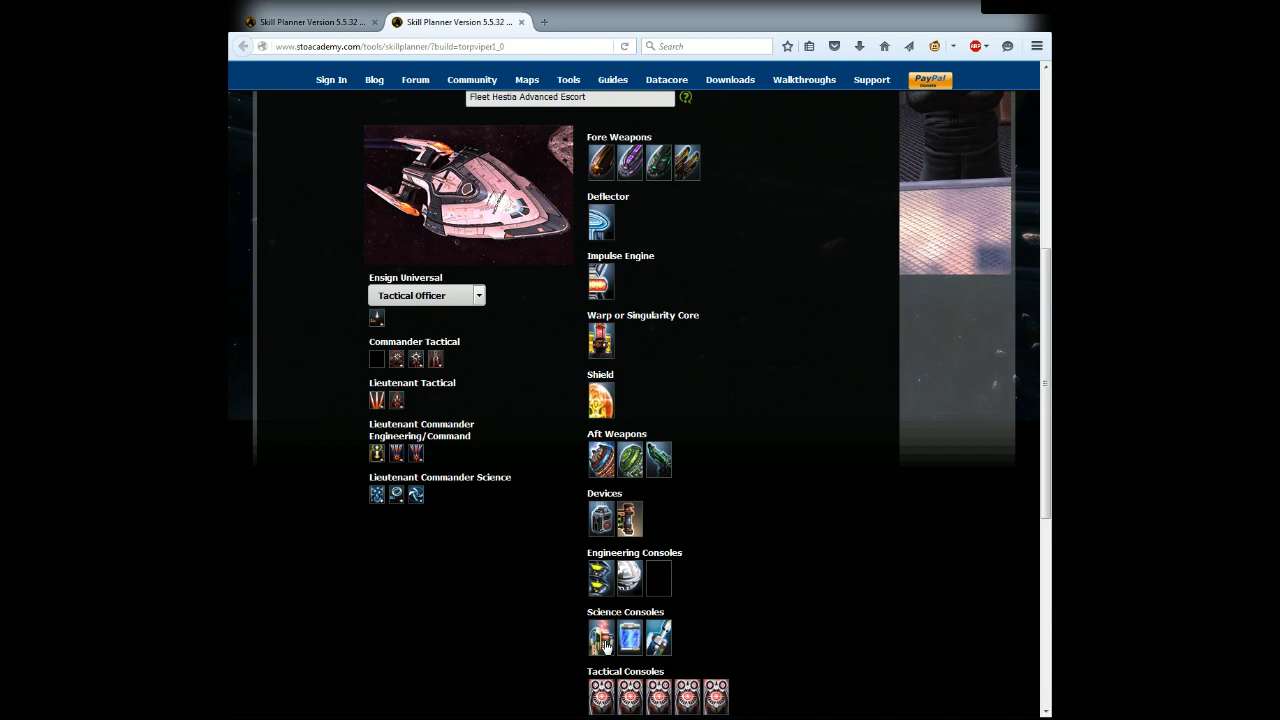 Skill Planner Version 5.5.32 ...
Skill Planner Version 5.5.32 ...
www.stoacademy.com/tools/skillplanner/?build=torpviper1_0
Search
ABP
Sign In
Blog
Forum
Community
Maps
Tools
Guides
Datacore
Downloads
Walkthroughs
Support
PayPal
Donate
Fleet Hestia Advanced Escort
Ensign Universal
Tactical Officer
Commander Tactical
Lieutenant Tactical
Lieutenant Commander
Engineering/Command
Lieutenant Commander Science
Fore Weapons
Deflector
Impulse Engine
Warp or Singularity Core
Shield
Aft Weapons
Devices
Engineering Consoles
Science Consoles
Tactical Consoles